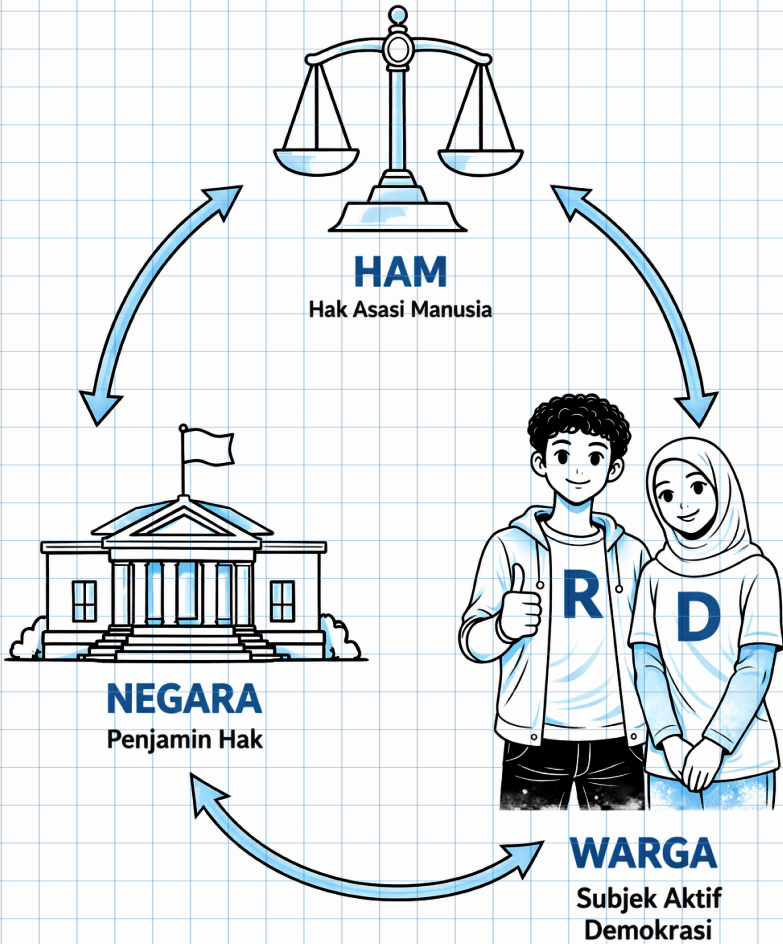 HAM
Hak Asasi Manusia
R
D
NEGARA
Penjamin Hak
WARGA
Subjek Aktif
Demokrasi